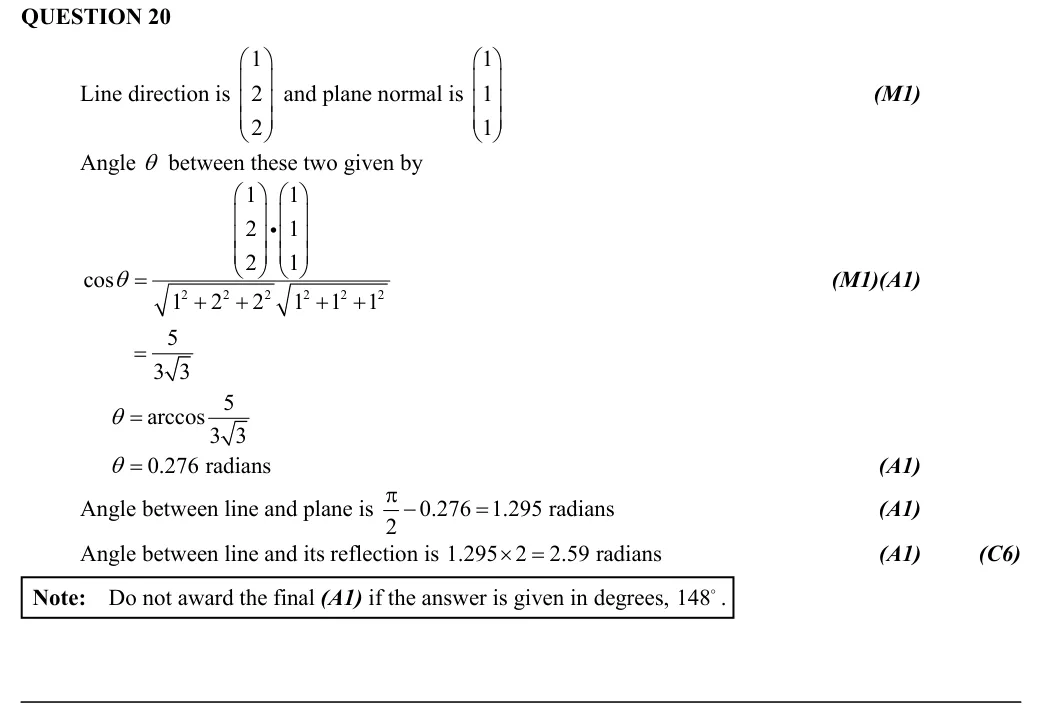 QUESTION 20
Line direction is (1 2 2) and plane normal is (1 1 1) (M1)
Angle θ between these two given by
cosθ = (1 2 2)•(1 1 1) / √(1² + 2² + 2²) √(1² + 1² + 1²) (M1)(A1)
= 5 / 3√3
θ = arccos 5 / 3√3
θ = 0.276 radians (A1)
Angle between line and plane is π/2 − 0.276 = 1.295 radians (A1)
Angle between line and its reflection is 1.295 × 2 = 2.59 radians (A1) (C6)
Note: Do not award the final (A1) if the answer is given in degrees, 148°.